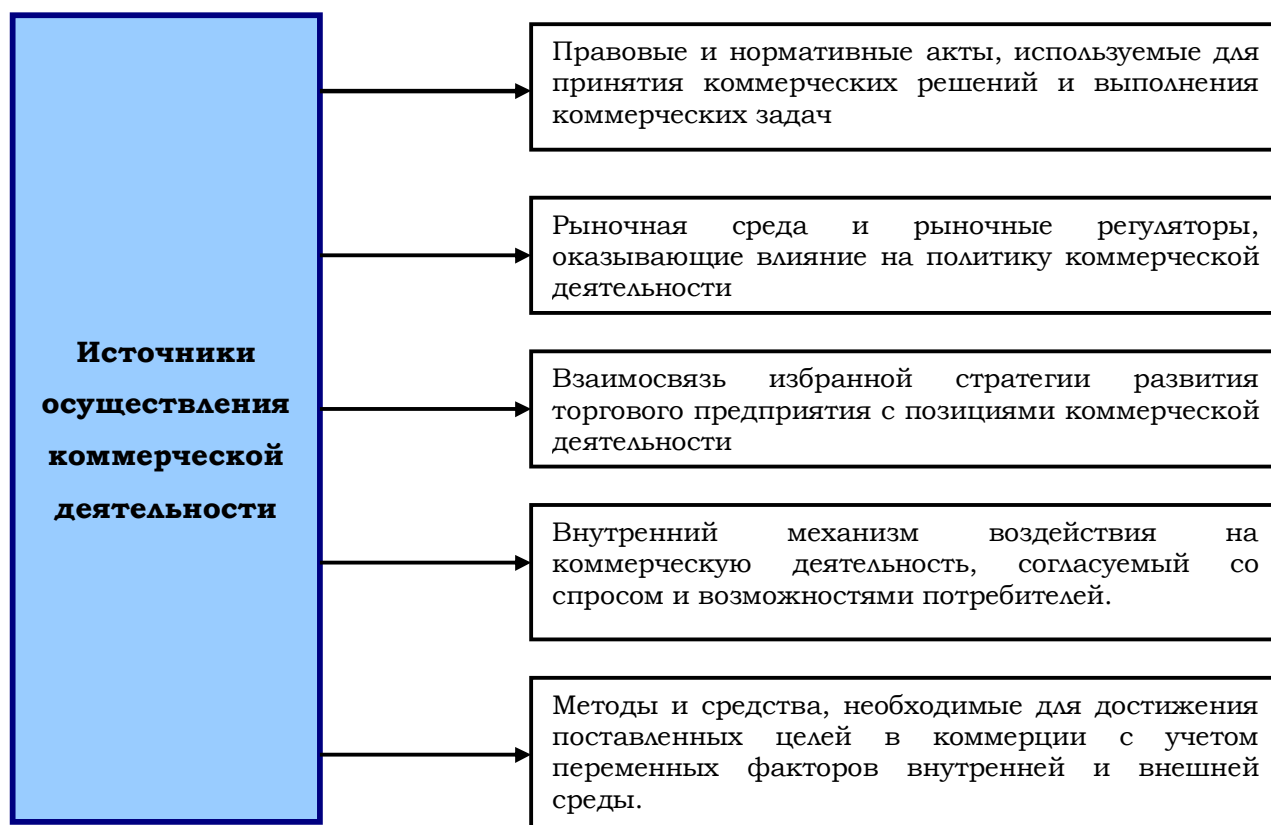 Источники
осуществления
коммерческой
деятельности
Правовые и нормативные акты, используемые для
принятия коммерческих решений и выполнения
коммерческих задач
Рыночная среда и рыночные регуляторы,
оказывающие влияние на политику коммерческой
деятельности
Взаимосвязь избранной стратегии развития
торгового предприятия с позициями коммерческой
деятельности
Внутренний механизм воздействия на
коммерческую деятельность, согласуемый со
спросом и возможностями потребителей.
Методы и средства, необходимые для достижения
поставленных целей в коммерции с учетом
переменных факторов внутренней и внешней
среды.